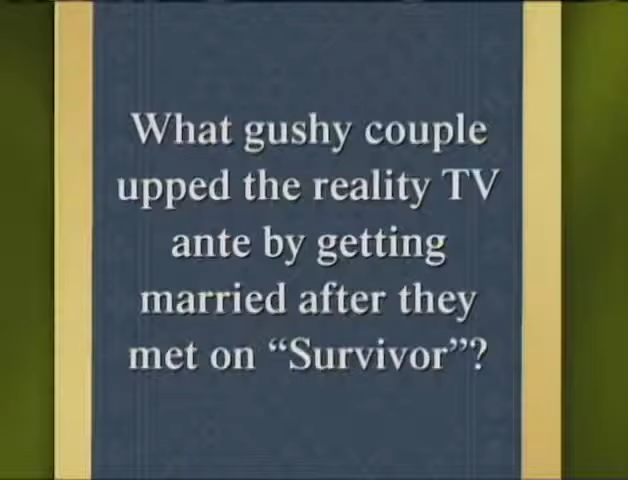 What gushy couple
upped the reality TV
ante by getting
married after they
met on “Survivor”?